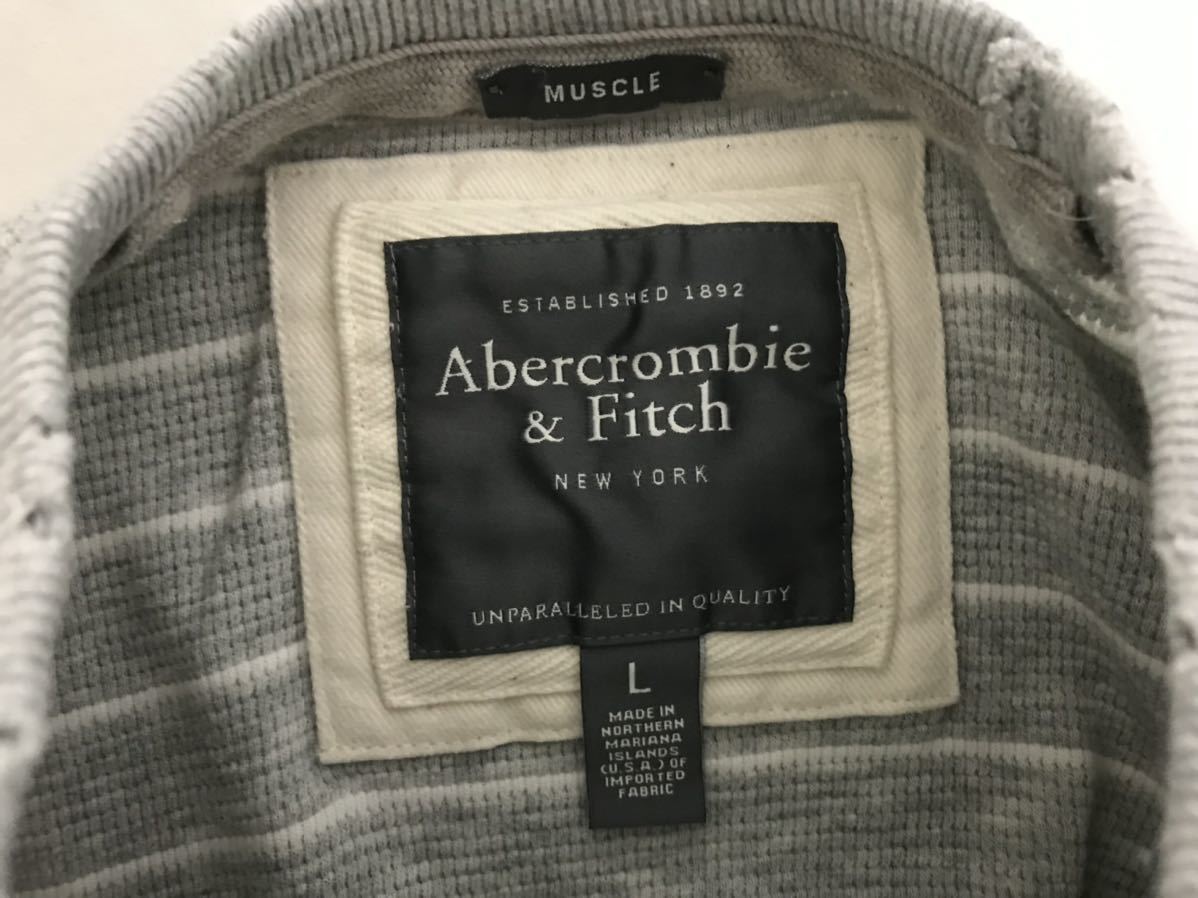 MUSCLE
ESTABLISHED 1892
Abercrombie
& Fitch
NEW YORK
UNPARALLELED IN QUALITY
L
MADE IN
NORTHERN
MARIANA
ISLANDS
(U.S.A.) OF
IMPORTED
FABRIC